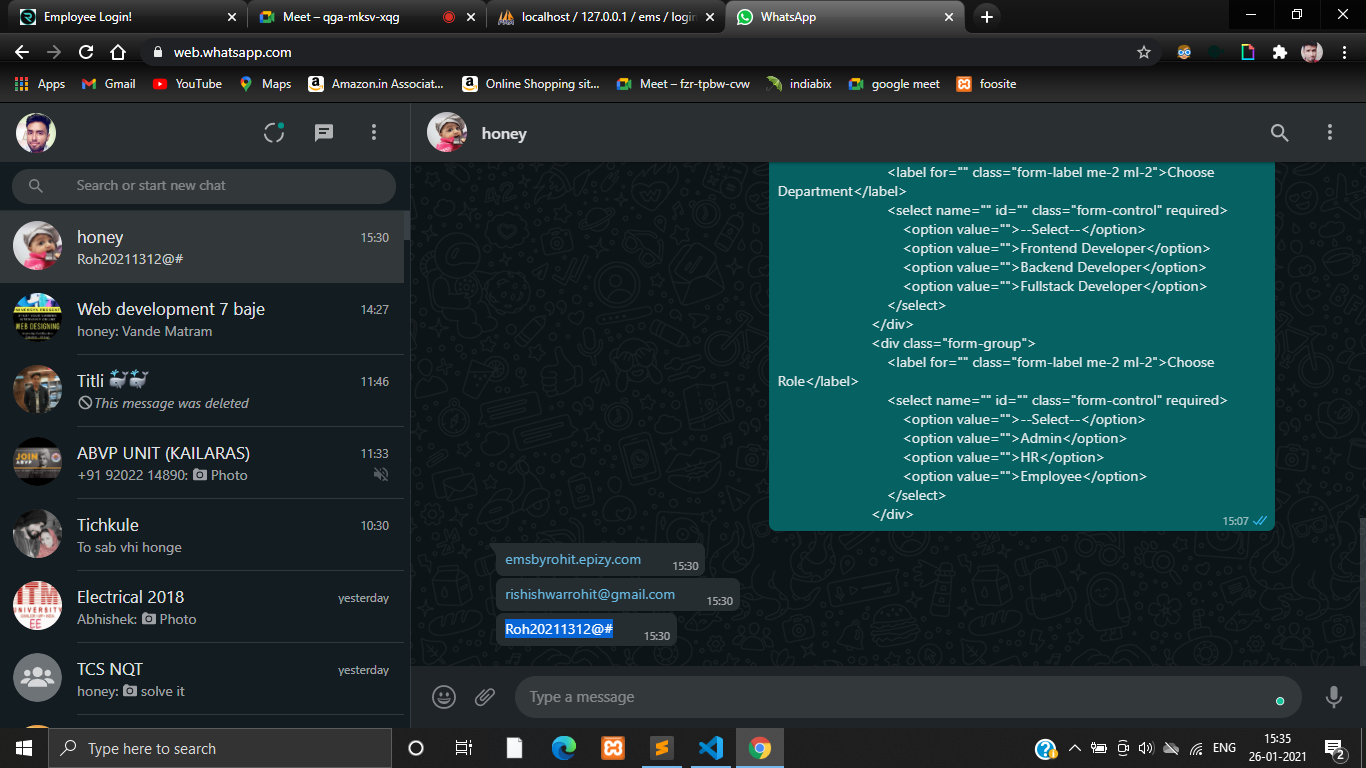 Employee Login!
Meet – qga-mksv-xqg
localhost / 127.0.0.1 / ems / login
WhatsApp
web.whatsapp.com
Apps
Gmail
YouTube
Maps
Amazon.in Associat...
Online Shopping sit...
Meet – fzr-tpbw-cvw
indiabix
google meet
foosite
honey
Search or start new chat
honey 15:30
Roh20211312@#
Web development 7 baje 14:27
honey: Vande Matram
Titli 🐳🐳 11:46
This message was deleted
ABVP UNIT (KAILARAS) 11:33
+91 92022 14890: Photo
Tichkule 10:30
To sab vhi honge
Electrical 2018 yesterday
Abhishek: Photo
TCS NQT yesterday
honey: solve it
<label for="" class="form-label me-2 ml-2">Choose
Department</label>
<select name="" id="" class="form-control" required>
<option value="">--Select--</option>
<option value="">Frontend Developer</option>
<option value="">Backend Developer</option>
<option value="">Fullstack Developer</option>
</select>
</div>
<div class="form-group">
<label for="" class="form-label me-2 ml-2">Choose
Role</label>
<select name="" id="" class="form-control" required>
<option value="">--Select--</option>
<option value="">Admin</option>
<option value="">HR</option>
<option value="">Employee</option>
</select>
</div>
15:07
emsbyrohit.epizy.com 15:30
rishishwarrohit@gmail.com 15:30
Roh20211312@# 15:30
Type a message
Type here to search
ENG
15:35
26-01-2021
2